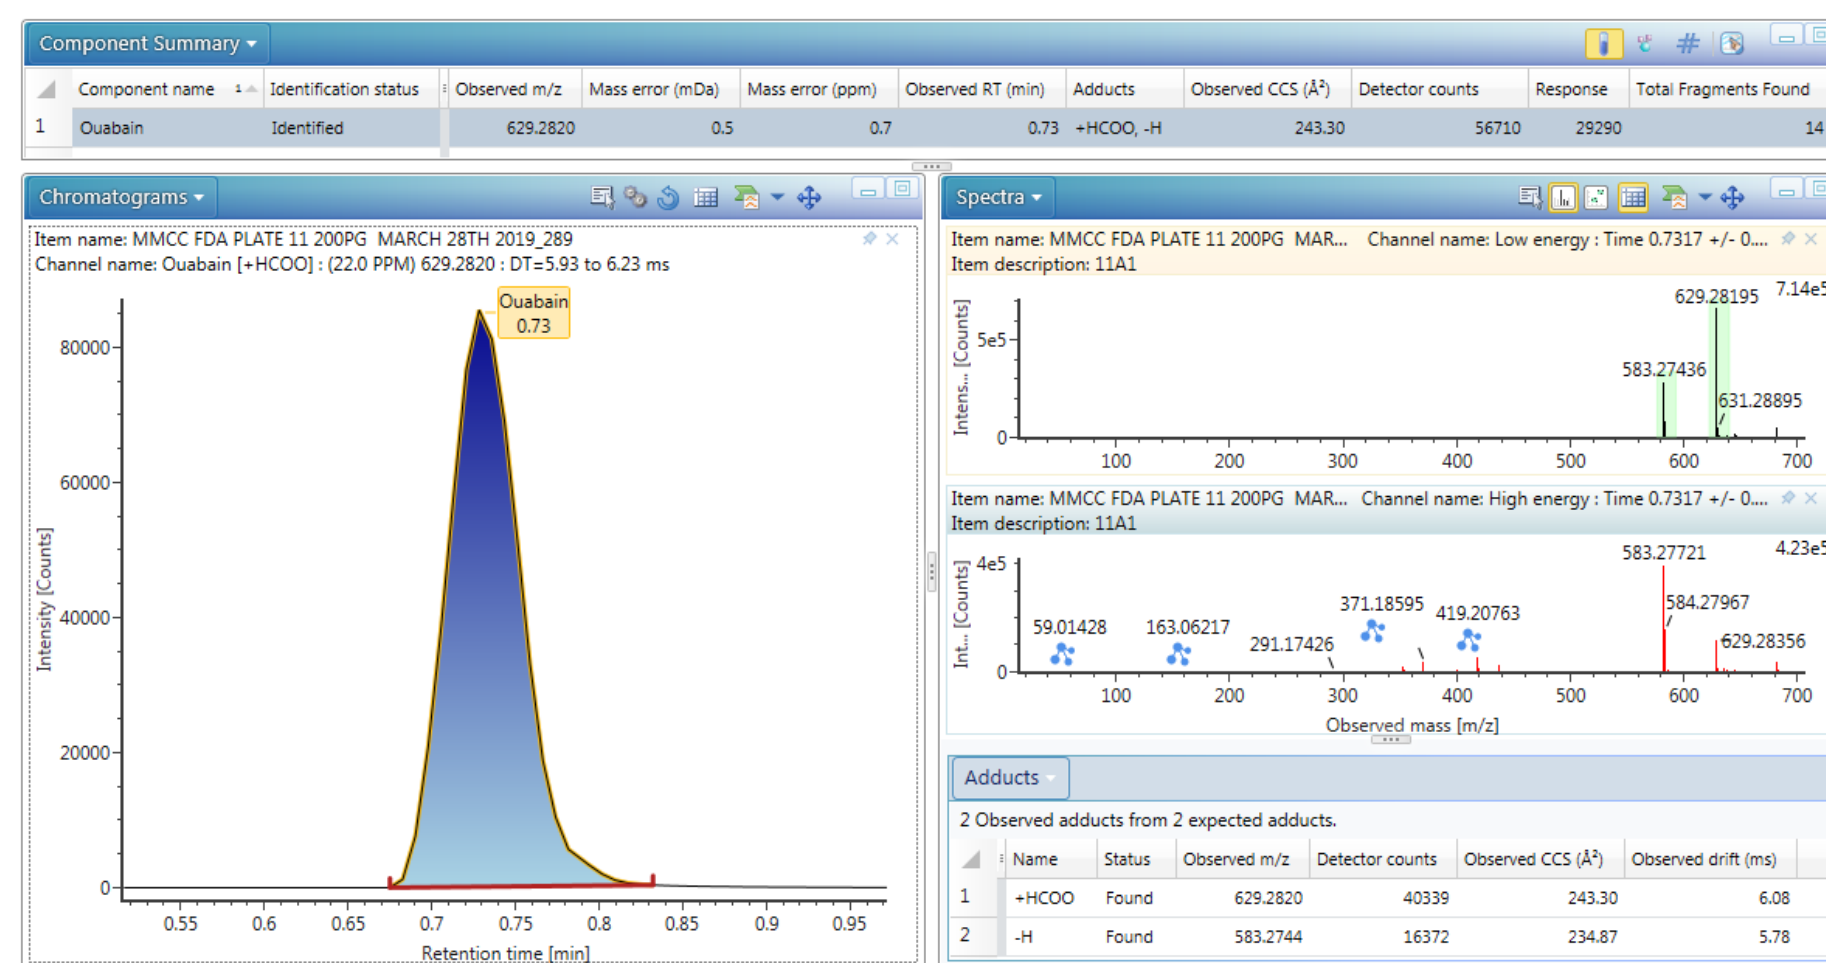 Component Summary
Component name 1 Identification status Observed m/z Mass error (mDa) Mass error (ppm) Observed RT (min) Adducts Observed CCS (Å²) Detector counts Response Total Fragments Found
1 Ouabain Identified 629.2820 0.5 0.7 0.73 +HCOO, -H 243.30 56710 29290 14
Chromatograms
Item name: MMCC FDA PLATE 11 200PG MARCH 28TH 2019_289
Channel name: Ouabain [+HCOO] : (22.0 PPM) 629.2820 : DT=5.93 to 6.23 ms
Ouabain
0.73
80000
60000
40000
20000
0
Intensity [Counts]
0.55 0.6 0.65 0.7 0.75 0.8 0.85 0.9 0.95
Retention time [min]
Spectra
Item name: MMCC FDA PLATE 11 200PG MAR... Channel name: Low energy : Time 0.7317 +/- 0....
Item description: 11A1
629.28195 7.14e5
5e5
583.27436
631.28895
0
Intens... [Counts]
100 200 300 400 500 600 700
Item name: MMCC FDA PLATE 11 200PG MAR... Channel name: High energy : Time 0.7317 +/- 0....
Item description: 11A1
583.27721 4.23e5
4e5
371.18595 419.20763 584.27967
59.01428 163.06217 291.17426 629.28356
0
Int... [Counts]
100 200 300 400 500 600 700
Observed mass [m/z]
Adducts
2 Observed adducts from 2 expected adducts.
Name Status Observed m/z Detector counts Observed CCS (Å²) Observed drift (ms)
1 +HCOO Found 629.2820 40339 243.30 6.08
2 -H Found 583.2744 16372 234.87 5.78